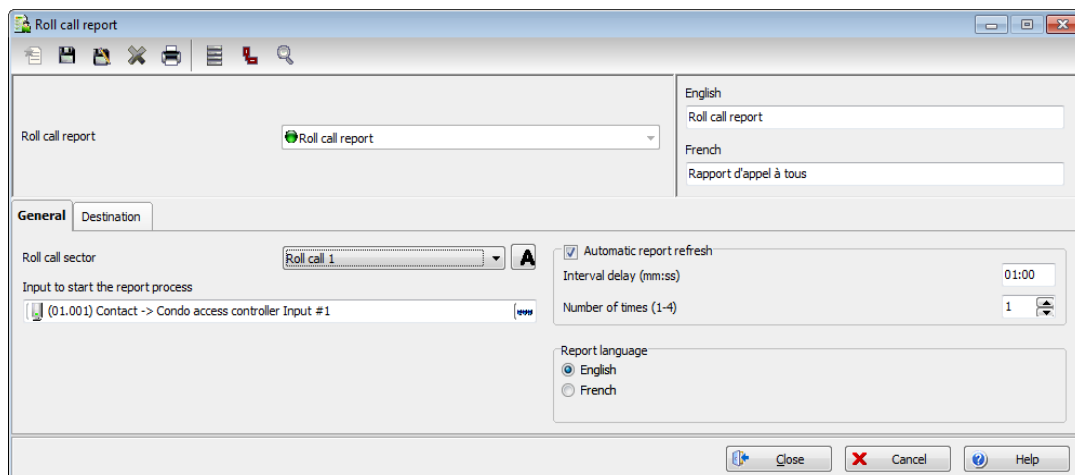 Roll call report
Roll call report
Roll call report
English
Roll call report
French
Rapport d'appel à tous
General
Destination
Roll call sector
Roll call 1
A
Input to start the report process
(01.001) Contact -> Condo access controller Input #1
Automatic report refresh
Interval delay (mm:ss)
01:00
Number of times (1-4)
1
Report language
English
French
Close
Cancel
Help